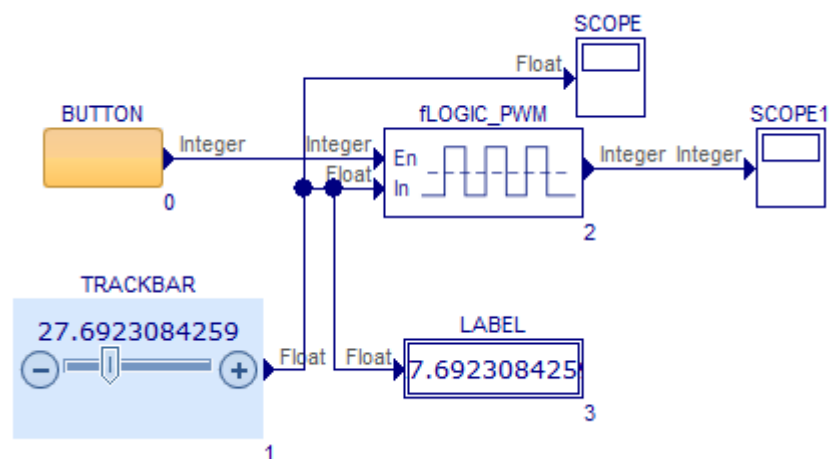 SCOPE
Float
BUTTON
fLOGIC_PWM
SCOPE1
Integer
Integer
En
Integer
Integer
Float
In
0
2
TRACKBAR
27.6923084259
LABEL
Float
Float
7.692308425
3
1